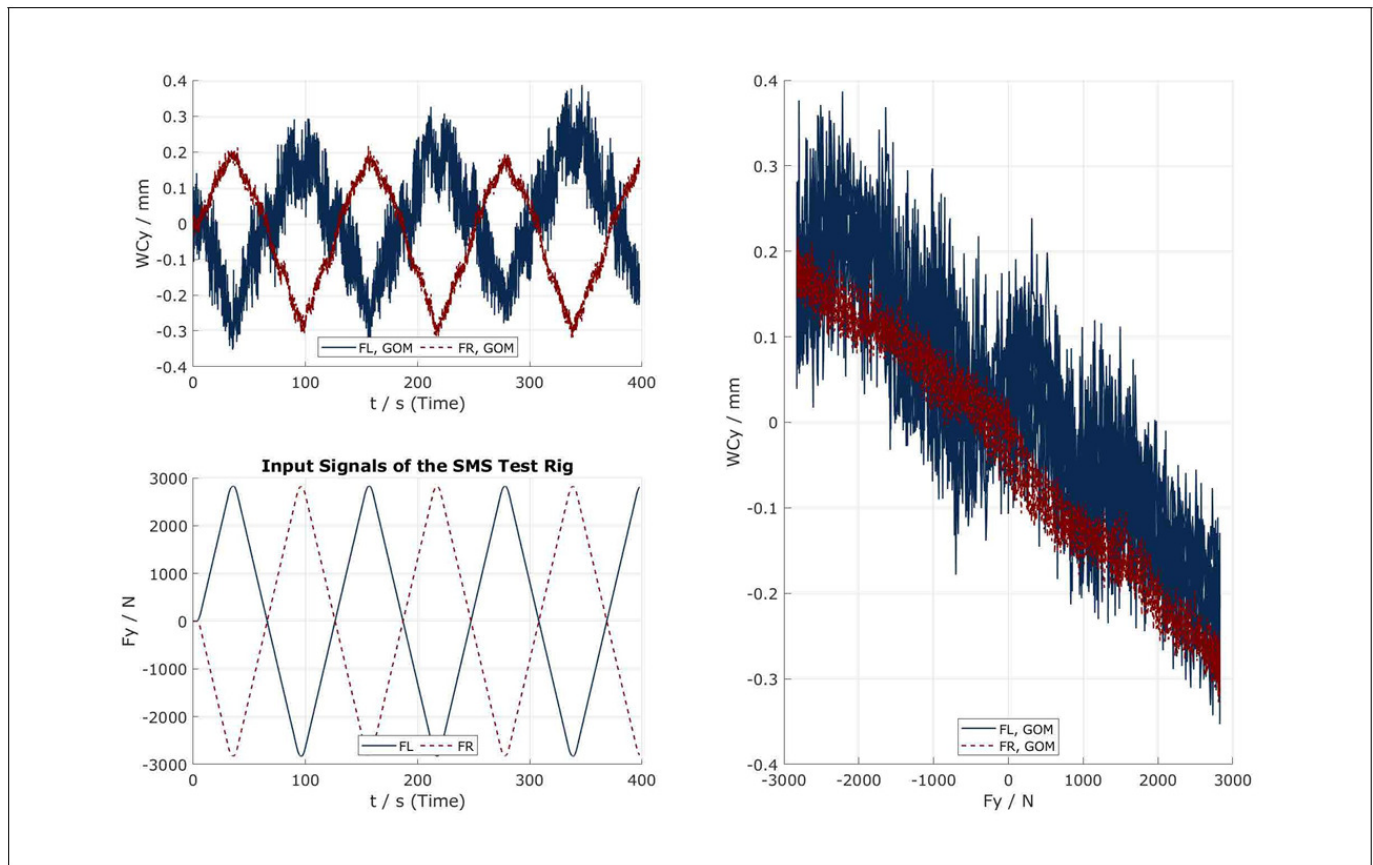 0.4
0.3
0.2
0.1
0
-0.1
-0.2
-0.3
-0.4
WCy / mm
FL, GOM FR, GOM
0 100 200 300 400
t / s (Time)
Input Signals of the SMS Test Rig
3000
2000
1000
0
-1000
-2000
-3000
Fy / N
FL FR
0 100 200 300 400
t / s (Time)
0.4
0.3
0.2
0.1
0
-0.1
-0.2
-0.3
-0.4
WCy / mm
FL, GOM
FR, GOM
-3000 -2000 -1000 0 1000 2000 3000
Fy / N